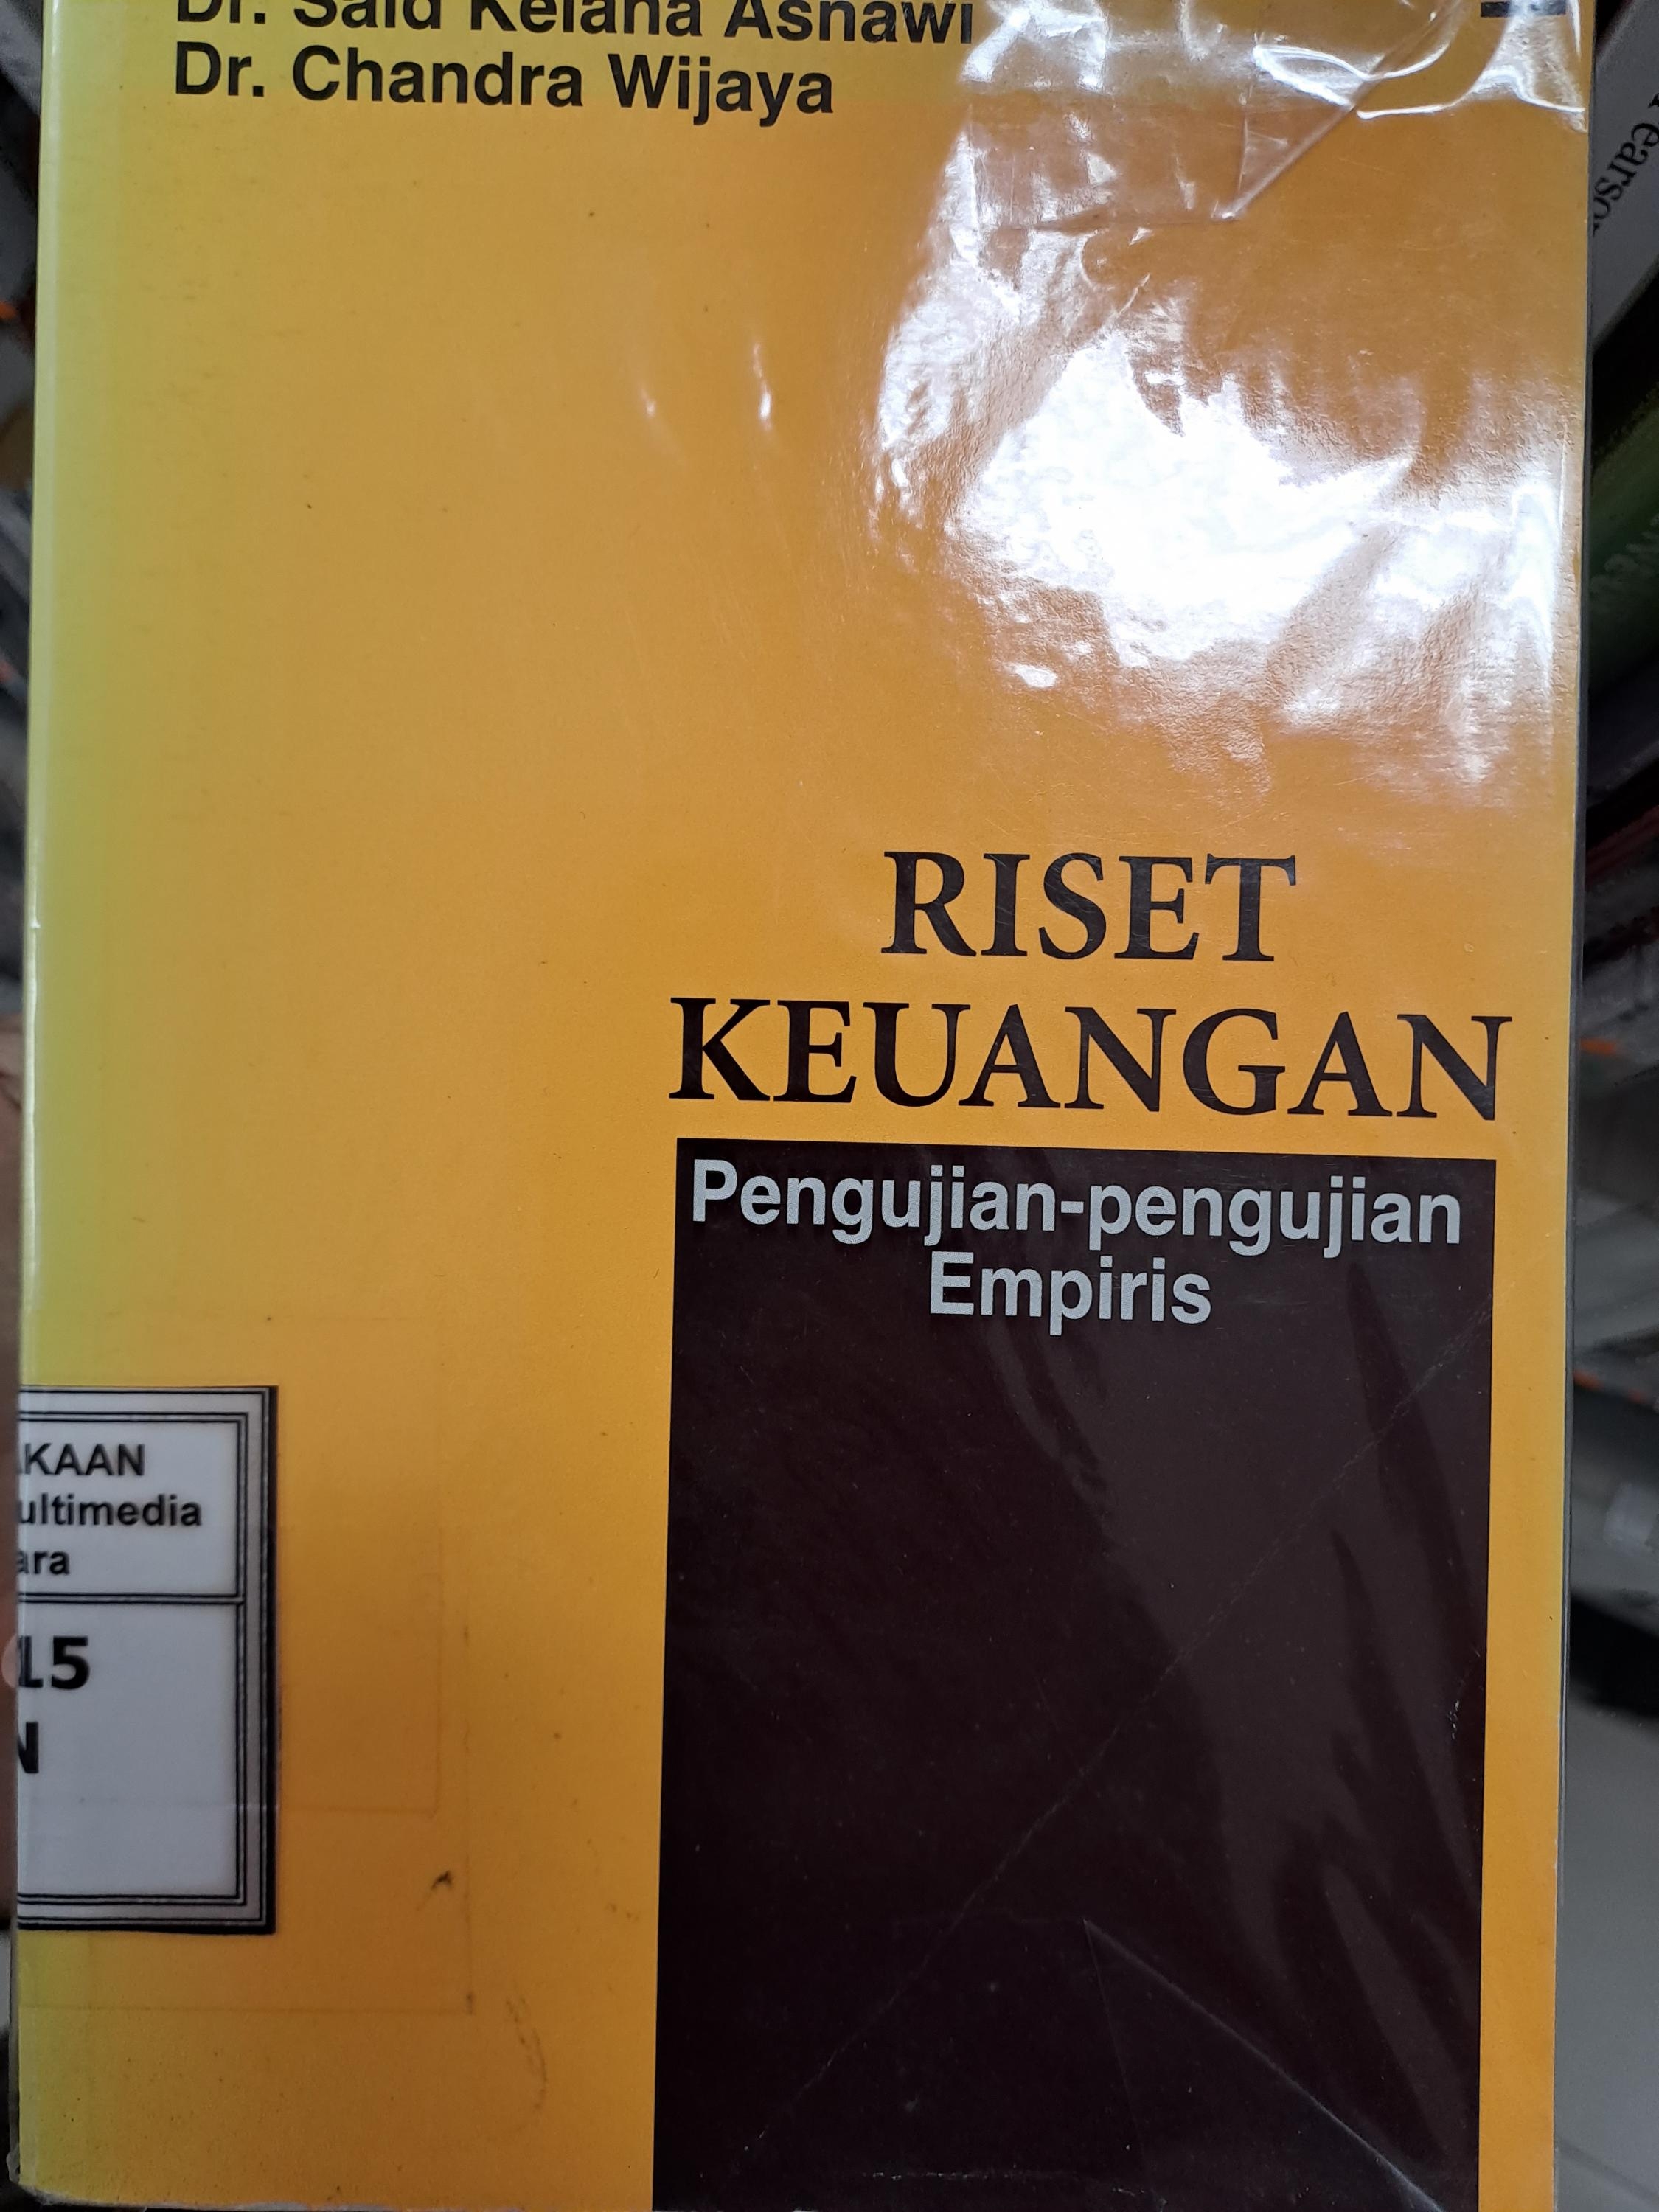 Dr. Said Kelana Asnawi
Dr. Chandra Wijaya
RISET
KEUANGAN
Pengujian-pengujian
Empiris
AKAAN
ultimedia
ara
15
N